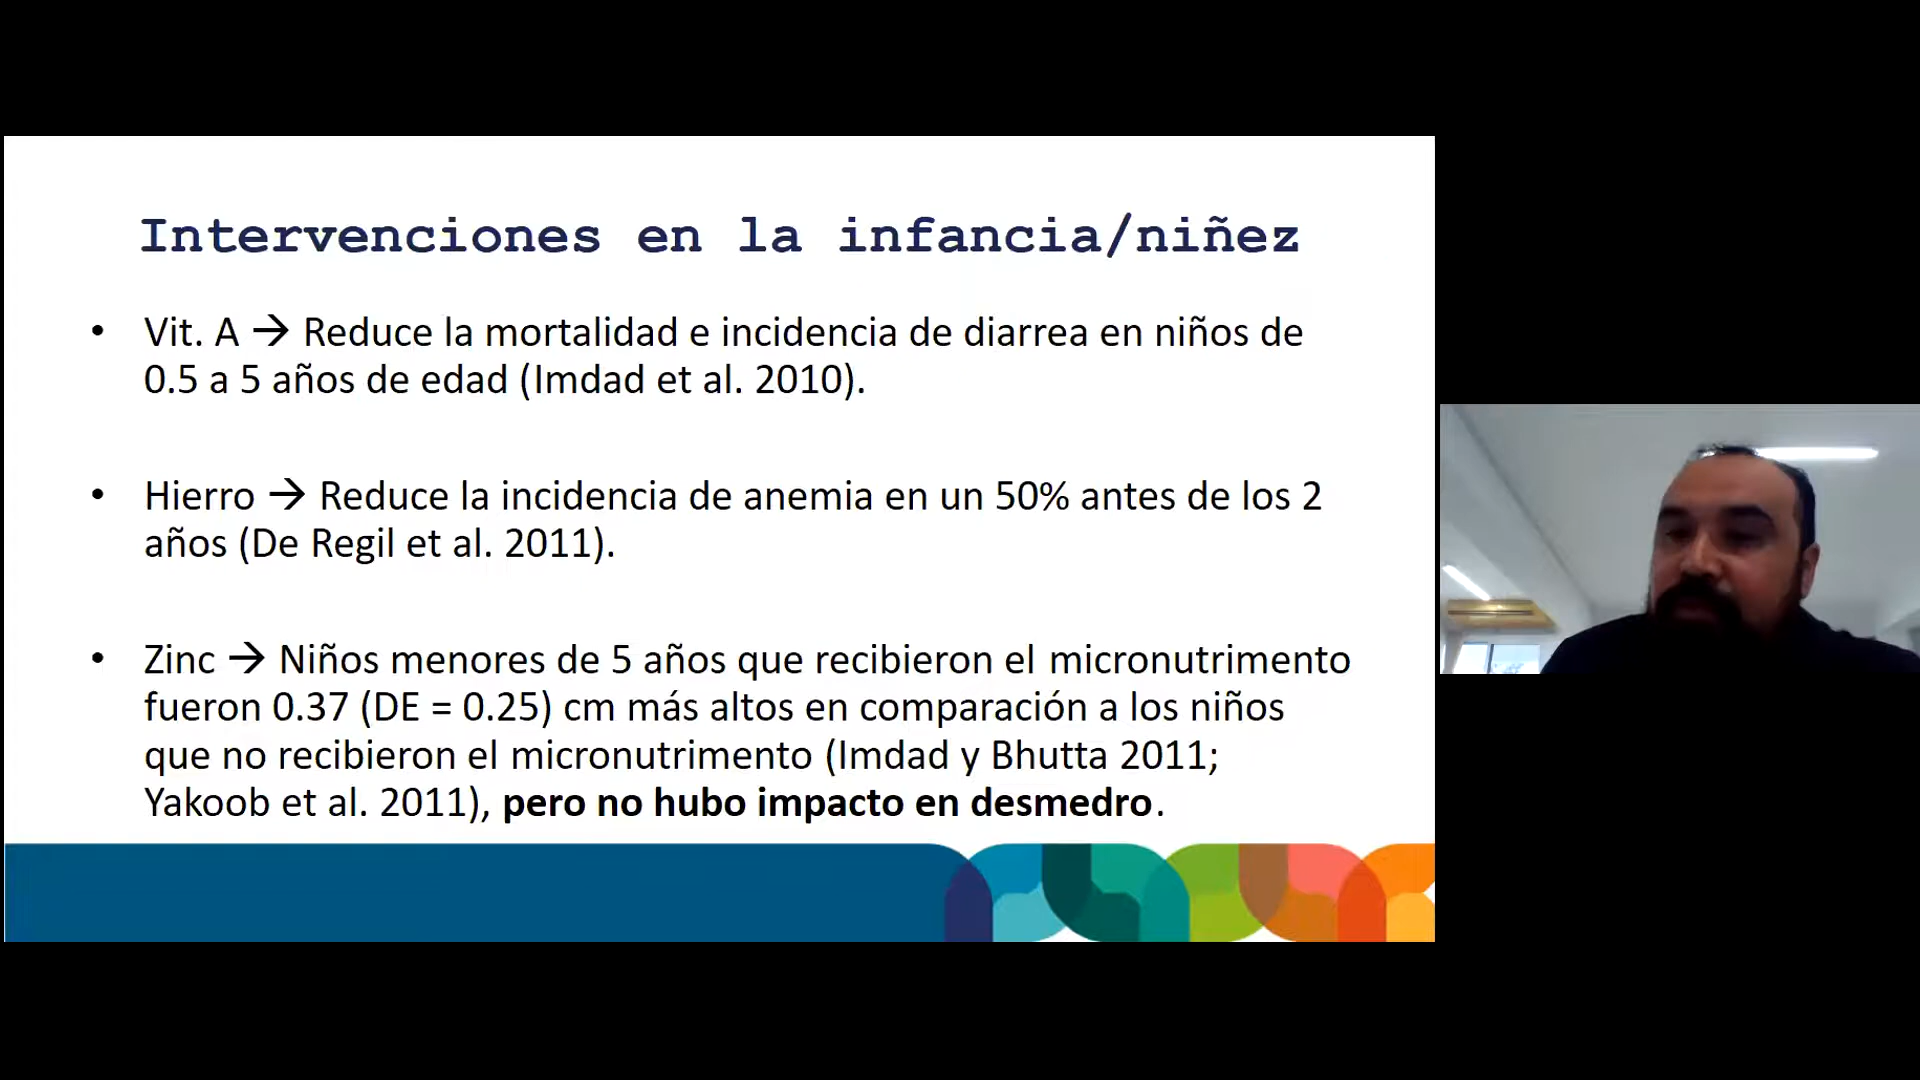 Intervenciones en la infancia/niñez
• Vit. A → Reduce la mortalidad e incidencia de diarrea en niños de
0.5 a 5 años de edad (Imdad et al. 2010).
• Hierro → Reduce la incidencia de anemia en un 50% antes de los 2
años (De Regil et al. 2011).
• Zinc → Niños menores de 5 años que recibieron el micronutrimento
fueron 0.37 (DE = 0.25) cm más altos en comparación a los niños
que no recibieron el micronutrimento (Imdad y Bhutta 2011;
Yakoob et al. 2011), pero no hubo impacto en desmedro.